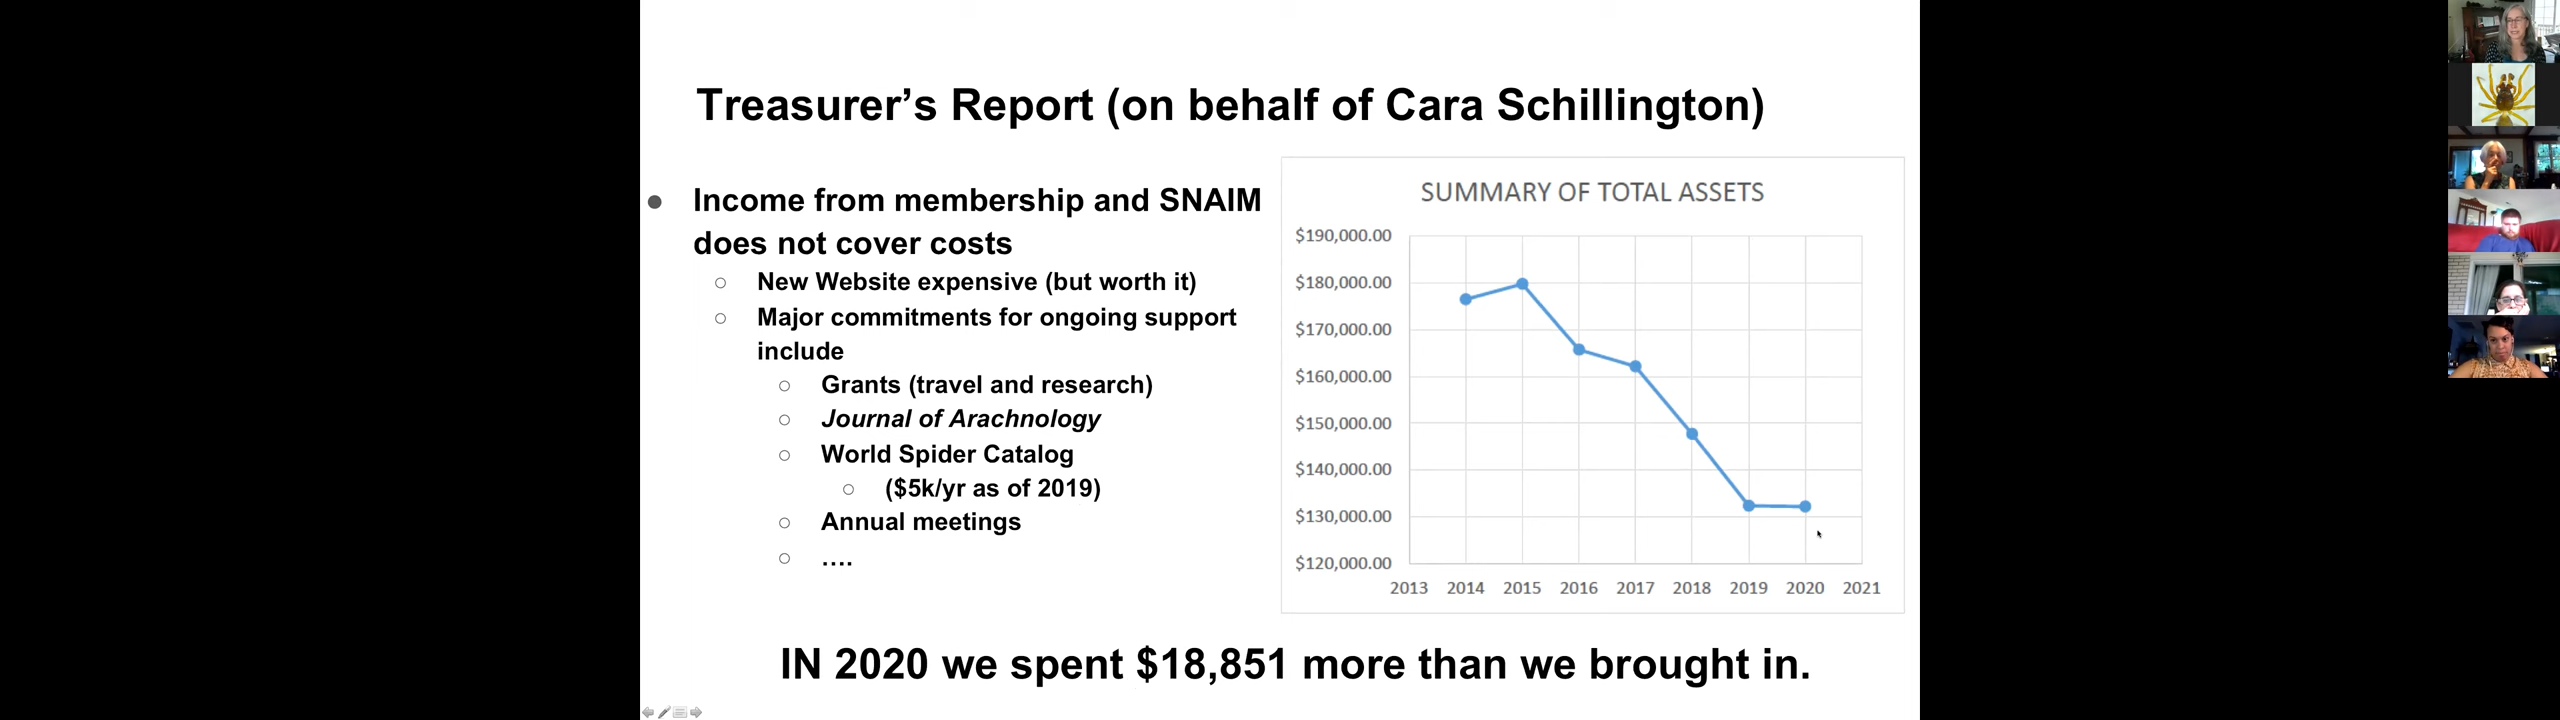 Treasurer’s Report (on behalf of Cara Schillington)
● Income from membership and SNAIM
does not cover costs
○ New Website expensive (but worth it)
○ Major commitments for ongoing support
include
○ Grants (travel and research)
○ Journal of Arachnology
○ World Spider Catalog
○ ($5k/yr as of 2019)
○ Annual meetings
○ ....
SUMMARY OF TOTAL ASSETS
$190,000.00
$180,000.00
$170,000.00
$160,000.00
$150,000.00
$140,000.00
$130,000.00
$120,000.00
2013 2014 2015 2016 2017 2018 2019 2020 2021
IN 2020 we spent $18,851 more than we brought in.